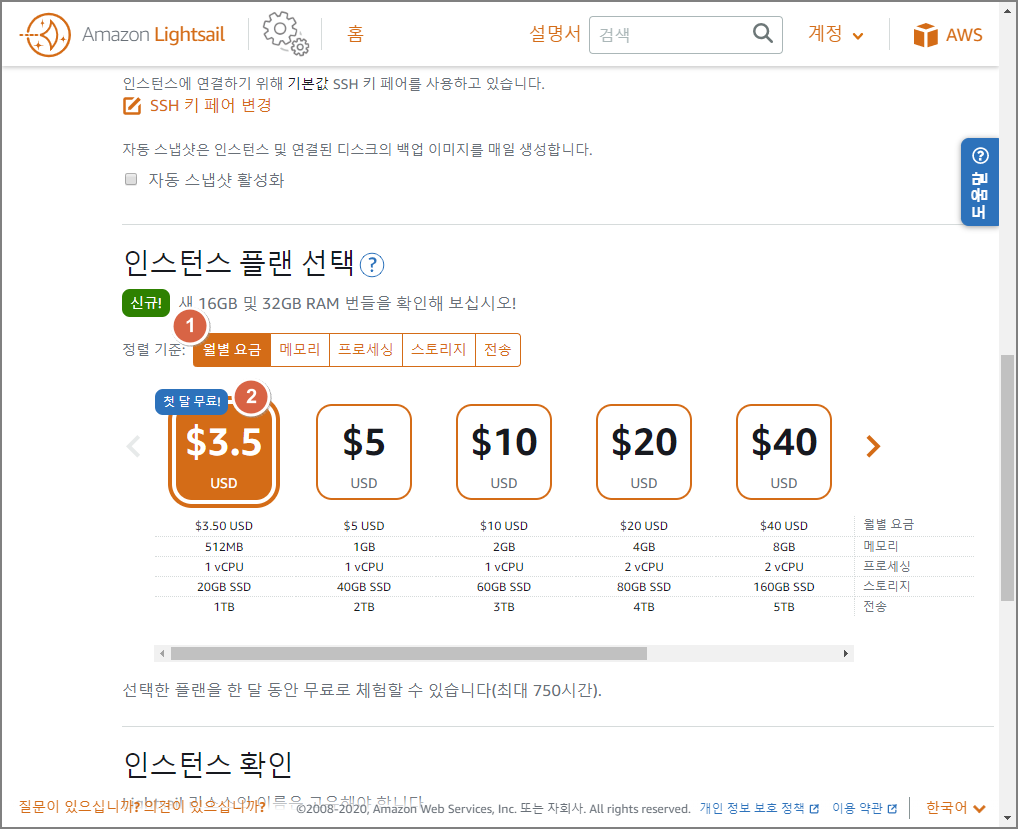 Amazon Lightsail 홈 설명서 검색 계정 AWS
인스턴스에 연결하기 위해 기본값 SSH 키 페어를 사용하고 있습니다.
SSH 키 페어 변경
자동 스냅샷은 인스턴스 및 연결된 디스크의 백업 이미지를 매일 생성합니다.
자동 스냅샷 활성화
? 도움말
인스턴스 플랜 선택 ?
신규! 새 16GB 및 32GB RAM 번들을 확인해 보십시오!
1
정렬 기준: 월별 요금 메모리 프로세싱 스토리지 전송
첫 달 무료! 2
$3.5 $5 $10 $20 $40
USD USD USD USD USD
$3.50 USD $5 USD $10 USD $20 USD $40 USD 월별 요금
512MB 1GB 2GB 4GB 8GB 메모리
1 vCPU 1 vCPU 1 vCPU 2 vCPU 2 vCPU 프로세싱
20GB SSD 40GB SSD 60GB SSD 80GB SSD 160GB SSD 스토리지
1TB 2TB 3TB 4TB 5TB 전송
선택한 플랜을 한 달 동안 무료로 체험할 수 있습니다(최대 750시간).
인스턴스 확인
질문이 있으십니까? 의견이 있으십니까? ©2008-2020, Amazon Web Services, Inc. 또는 자회사. All rights reserved. 개인 정보 보호 정책 이용 약관 한국어